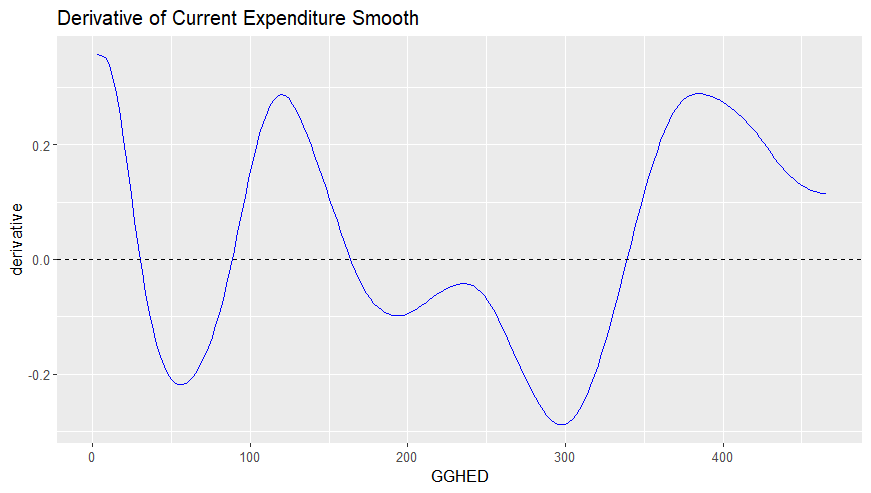 Derivative of Current Expenditure Smooth
derivative
0.2
0.0
-0.2
0 100 200 300 400
GGHED